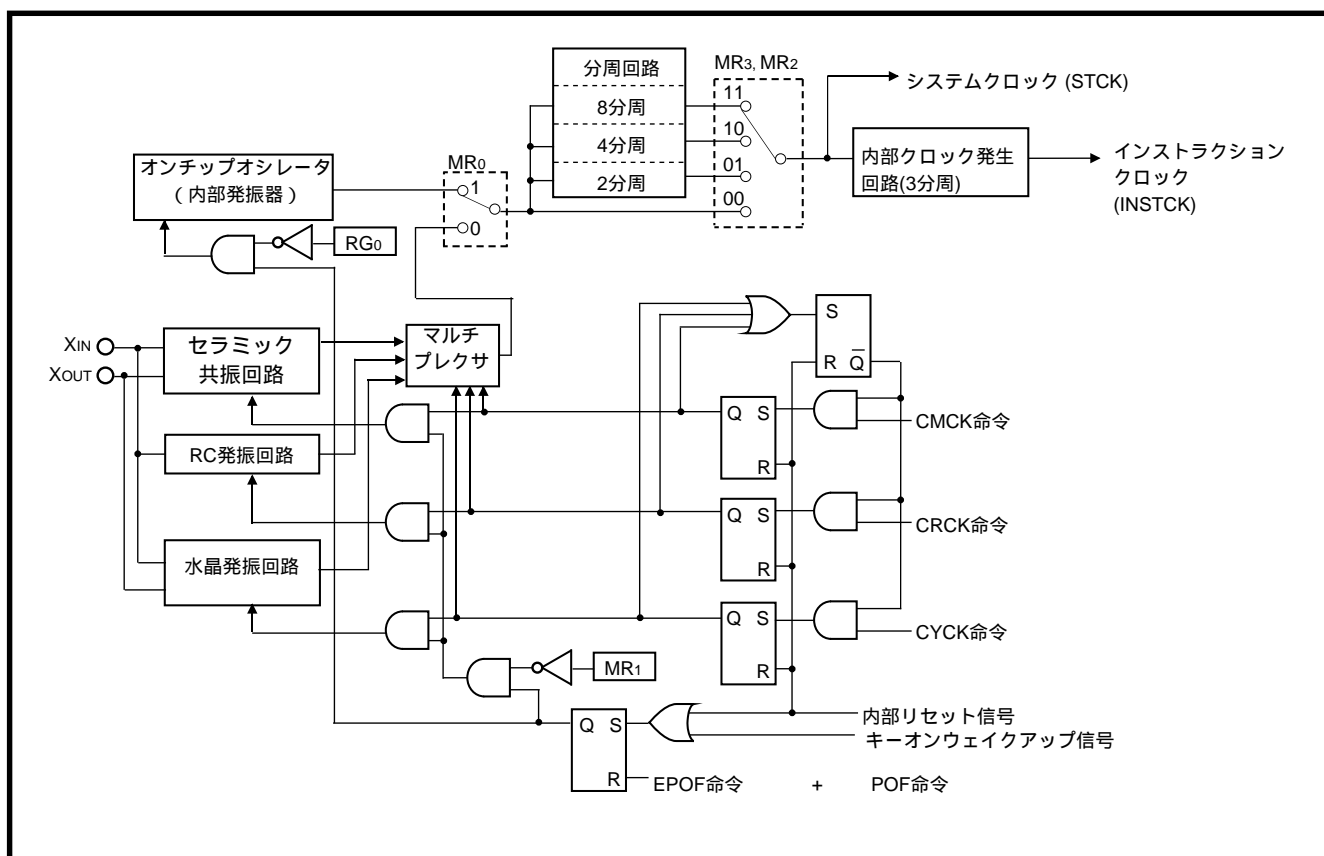 分周回路
8分周
4分周
2分周
MR3, MR2
11
10
01
00
システムクロック (STCK)
内部クロック発生
回路(3分周)
インストラクション
クロック
(INSTCK)
オンチップオシレータ
(内部発振器)
MR0
1
0
RG0
XIN
XOUT
セラミック
共振回路
マルチ
プレクサ
S
R Q
Q S
R
CMCK命令
RC発振回路
Q S
R
CRCK命令
水晶発振回路
Q S
R
CYCK命令
MR1
Q S
R
内部リセット信号
キーオンウェイクアップ信号
EPOF命令 + POF命令